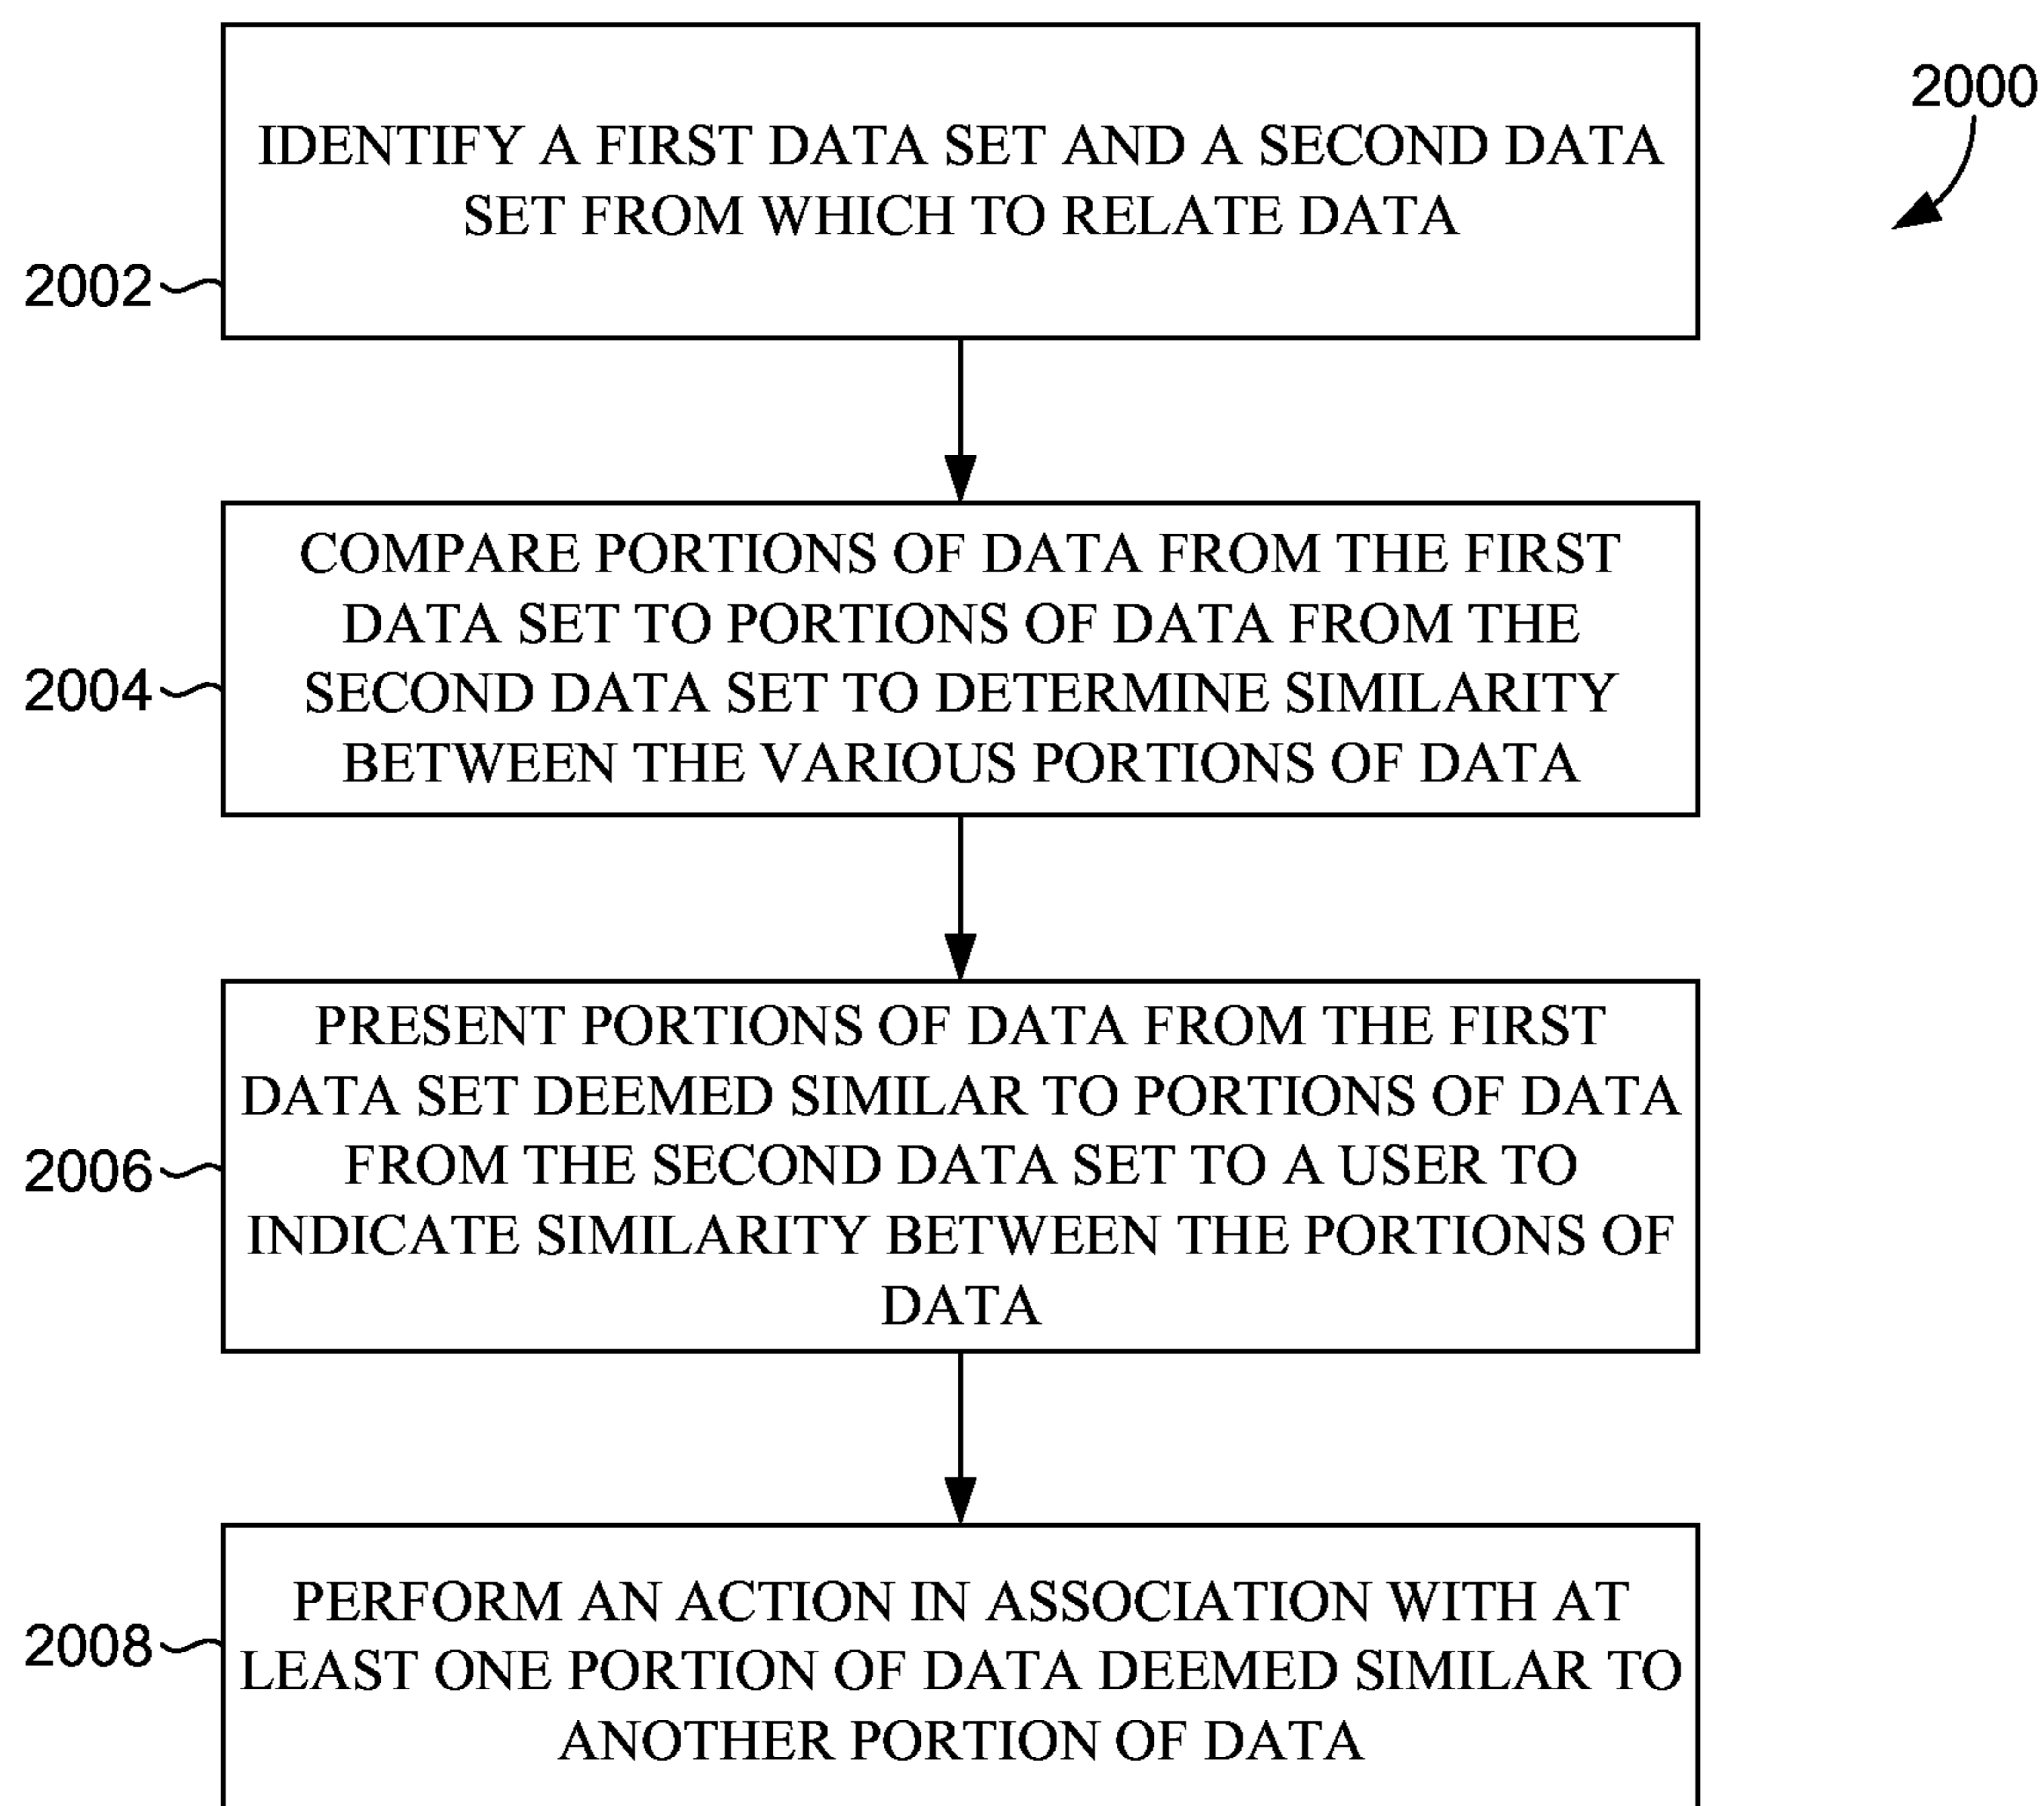 2000
IDENTIFY A FIRST DATA SET AND A SECOND DATA
SET FROM WHICH TO RELATE DATA
2002
COMPARE PORTIONS OF DATA FROM THE FIRST
DATA SET TO PORTIONS OF DATA FROM THE
SECOND DATA SET TO DETERMINE SIMILARITY
BETWEEN THE VARIOUS PORTIONS OF DATA
2004
PRESENT PORTIONS OF DATA FROM THE FIRST
DATA SET DEEMED SIMILAR TO PORTIONS OF DATA
FROM THE SECOND DATA SET TO A USER TO
INDICATE SIMILARITY BETWEEN THE PORTIONS OF
DATA
2006
PERFORM AN ACTION IN ASSOCIATION WITH AT
LEAST ONE PORTION OF DATA DEEMED SIMILAR TO
ANOTHER PORTION OF DATA
2008